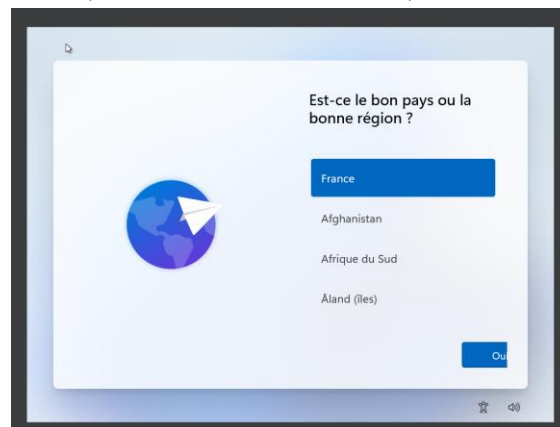 Est-ce le bon pays ou la
bonne région ?
France
Afghanistan
Afrique du Sud
Åland (îles)
Oui